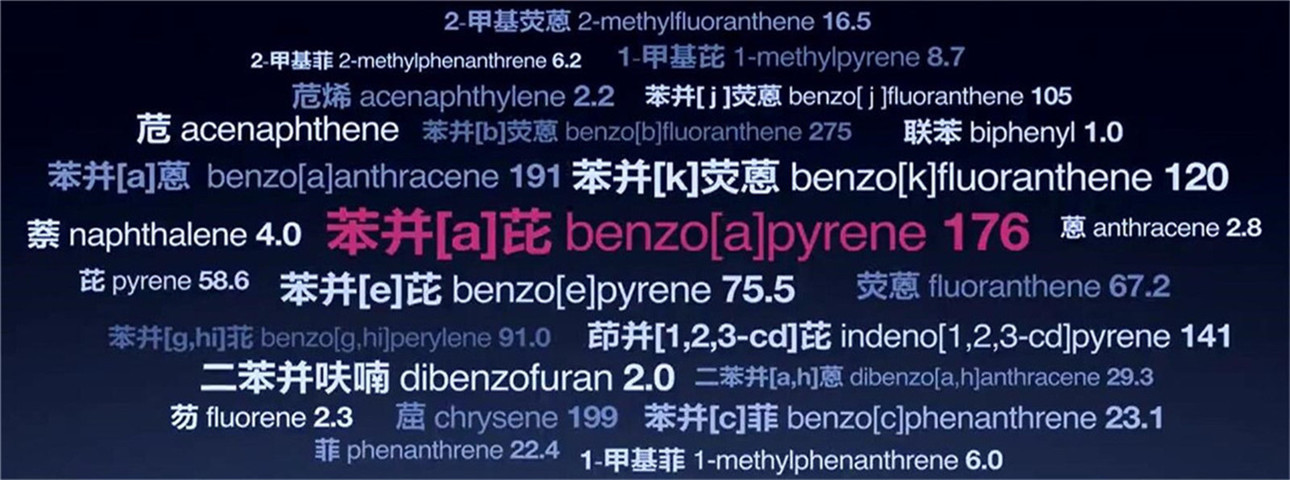 2-甲基荧蒽 2-methylfluoranthene 16.5
2-甲基菲 2-methylphenanthrene 6.2 1-甲基芘 1-methylpyrene 8.7
苊烯 acenaphthylene 2.2 苯并[ j ]荧蒽 benzo[ j ]fluoranthene 105
苊 acenaphthene 苯并[b]荧蒽 benzo[b]fluoranthene 275 联苯 biphenyl 1.0
苯并[a]蒽 benzo[a]anthracene 191 苯并[k]荧蒽 benzo[k]fluoranthene 120
萘 naphthalene 4.0 苯并[a]芘 benzo[a]pyrene 176 蒽 anthracene 2.8
芘 pyrene 58.6 苯并[e]芘 benzo[e]pyrene 75.5 荧蒽 fluoranthene 67.2
苯并[g,hi]苝 benzo[g,hi]perylene 91.0 茚并[1,2,3-cd]芘 indeno[1,2,3-cd]pyrene 141
二苯并呋喃 dibenzofuran 2.0 二苯并[a,h]蒽 dibenzo[a,h]anthracene 29.3
芴 fluorene 2.3 䓛 chrysene 199 苯并[c]菲 benzo[c]phenanthrene 23.1
菲 phenanthrene 22.4 1-甲基菲 1-methylphenanthrene 6.0